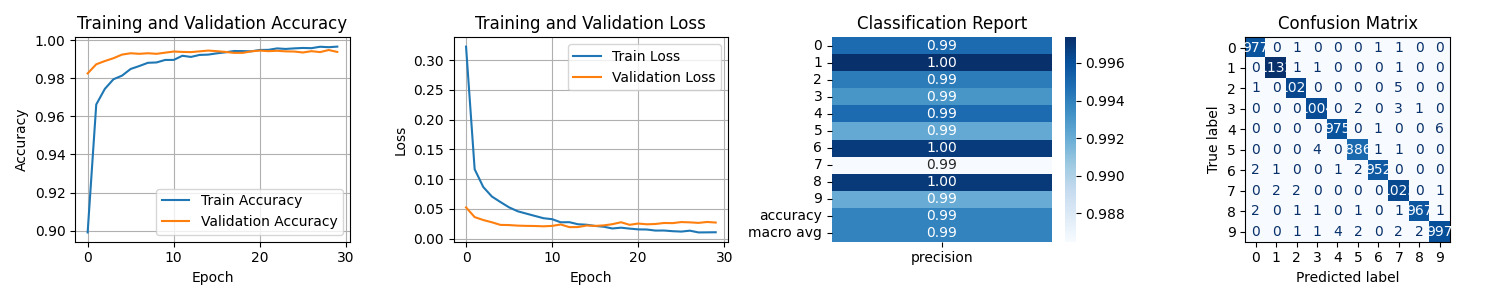 Training and Validation Accuracy
Accuracy
1.00
0.98
0.96
0.94
0.92
0.90
Train Accuracy
Validation Accuracy
0 10 20 30
Epoch
Training and Validation Loss
Loss
0.30
0.25
0.20
0.15
0.10
0.05
0.00
Train Loss
Validation Loss
0 10 20 30
Epoch
Classification Report
0 0.99
1 1.00
2 0.99
3 0.99
4 0.99
5 0.99
6 1.00
7 0.99
8 1.00
9 0.99
accuracy 0.99
macro avg 0.99
precision
0.996
0.994
0.992
0.990
0.988
Confusion Matrix
True label
0 977 0 1 0 0 0 1 1 0 0
1 0 113 1 1 0 0 0 1 0 0
2 1 0 102 0 0 0 0 5 0 0
3 0 0 0 100 0 2 0 3 1 0
4 0 0 0 0 975 0 1 0 0 6
5 0 0 0 4 0 886 1 1 0 0
6 2 1 0 0 1 2 952 0 0 0
7 0 2 2 0 0 0 0 102 0 1
8 2 0 1 1 0 1 0 1 967 1
9 0 0 1 1 4 2 0 2 2 997
0 1 2 3 4 5 6 7 8 9
Predicted label